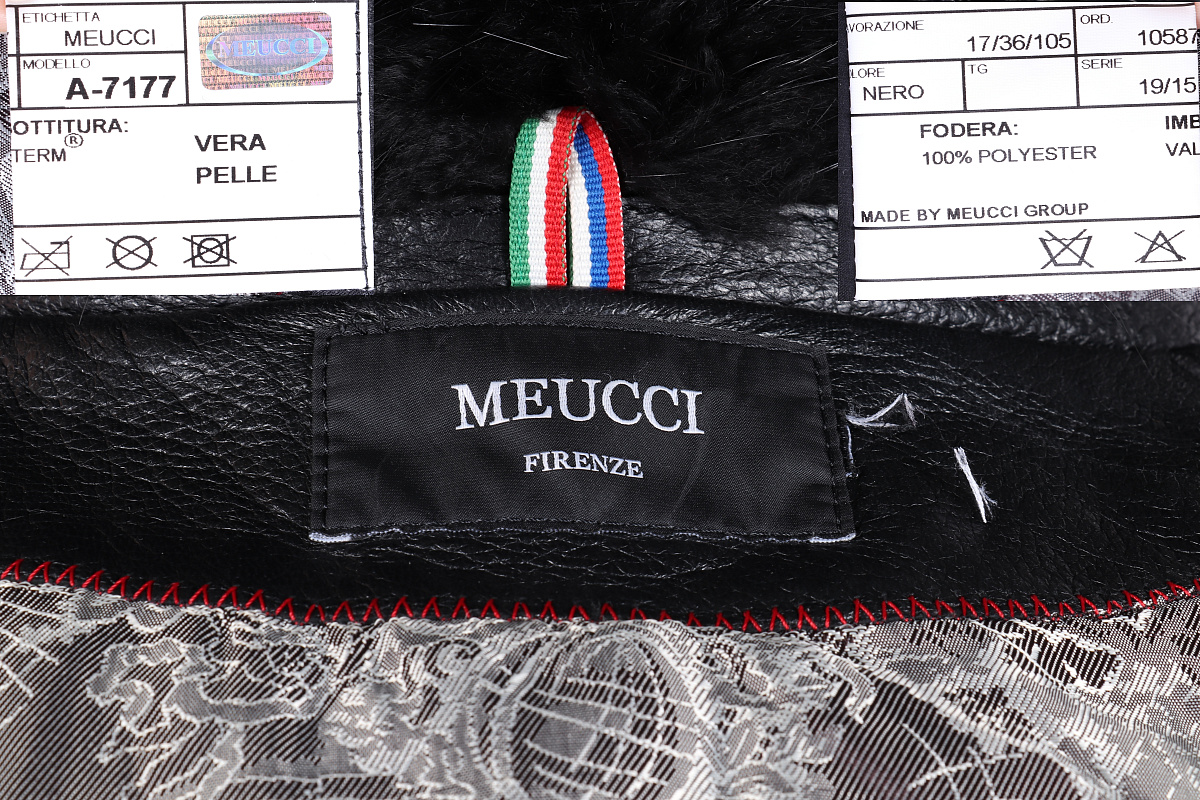 ETICHETTA
MEUCCI
MEUCCI
MODELLO
A-7177
OTTITURA:
TERM®
VERA
PELLE
VORAZIONE
17/36/105
ORD.
10587
LORE
NERO
TG
SERIE
19/15
FODERA:
100% POLYESTER
IMB
VAL
MADE BY MEUCCI GROUP
MEUCCI
FIRENZE